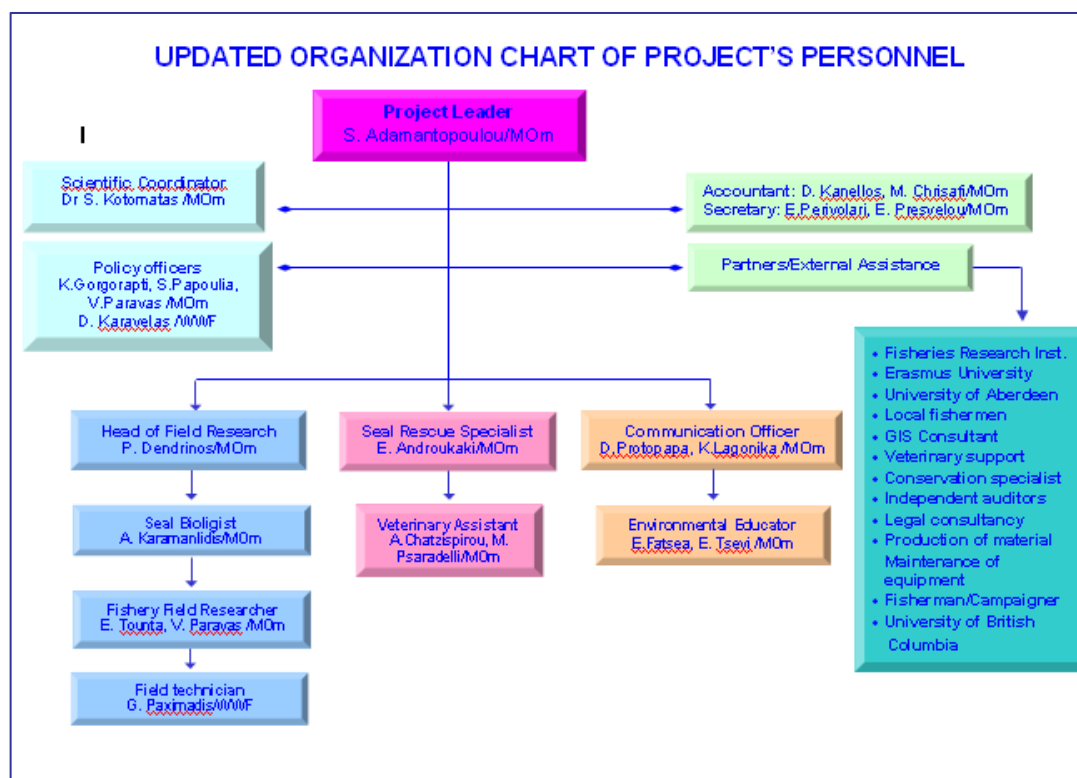 UPDATED ORGANIZATION CHART OF PROJECT'S PERSONNEL
Project Leader
S. Adamantopoulou/MOm
I
Scientific Coordinator
Dr S. Kotomatas /MOm
Accountant: D. Kanellos, M. Chrisafi/MOm
Secretary: E.Perivolari, E. Presvelou/MOm
Policy officers
K.Gorgorapti, S.Papoulia,
V.Paravas /MOm
D. Karavelas /WWF
Partners/External Assistance
• Fisheries Research Inst.
• Erasmus University
• University of Aberdeen
• Local fishermen
• GIS Consultant
• Veterinary support
• Conservation specialist
• Independent auditors
• Legal consultancy
• Production of material
Maintenance of
equipment
• Fisherman/Campaigner
• University of British
Columbia
Head of Field Research
P. Dendrinos/MOm
Seal Rescue Specialist
E. Androukaki/MOm
Communication Officer
D.Protopapa, K.Lagonika /MOm
Seal Bioligist
A. Karamanlidis/MOm
Veterinary Assistant
A.Chatzispirou, M.
Psaradelli/MOm
Environmental Educator
E.Fatsea, E. Tsevi /MOm
Fishery Field Researcher
E. Tounta, V. Paravas /MOm
Field technician
G. Paximadis/WWF